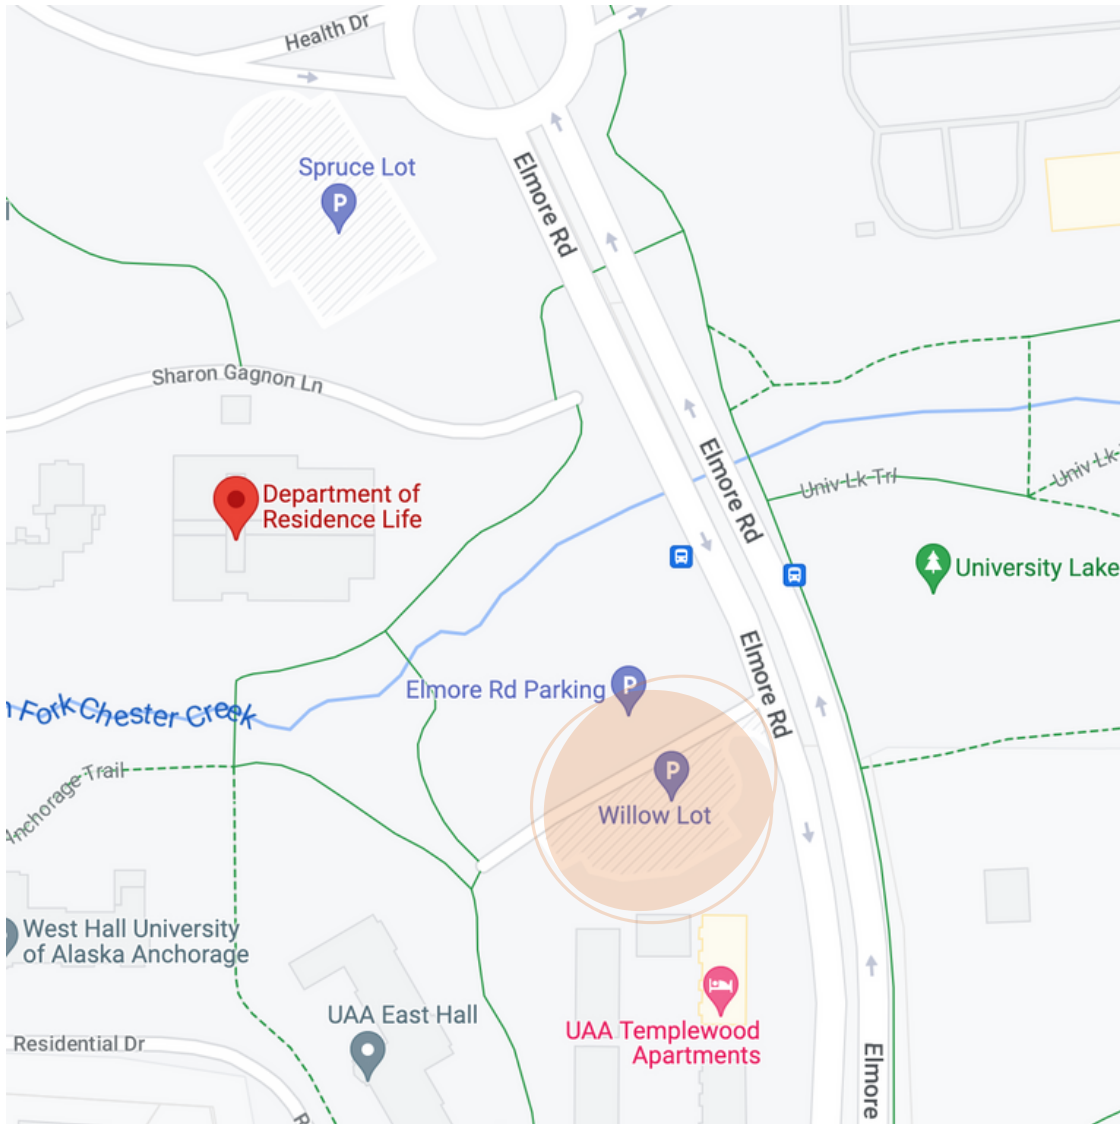 Health Dr
Spruce Lot
P
Elmore Rd
Sharon Gagnon Ln
Department of
Residence Life
Elmore Rd
Univ Lk Trl
Univ Lk
University Lake
Elmore Rd Parking
P
Elmore Rd
Fork Chester Creek
P
Willow Lot
Anchorage Trail
West Hall University
of Alaska Anchorage
UAA East Hall
UAA Templewood
Apartments
Residential Dr
Elmore
R